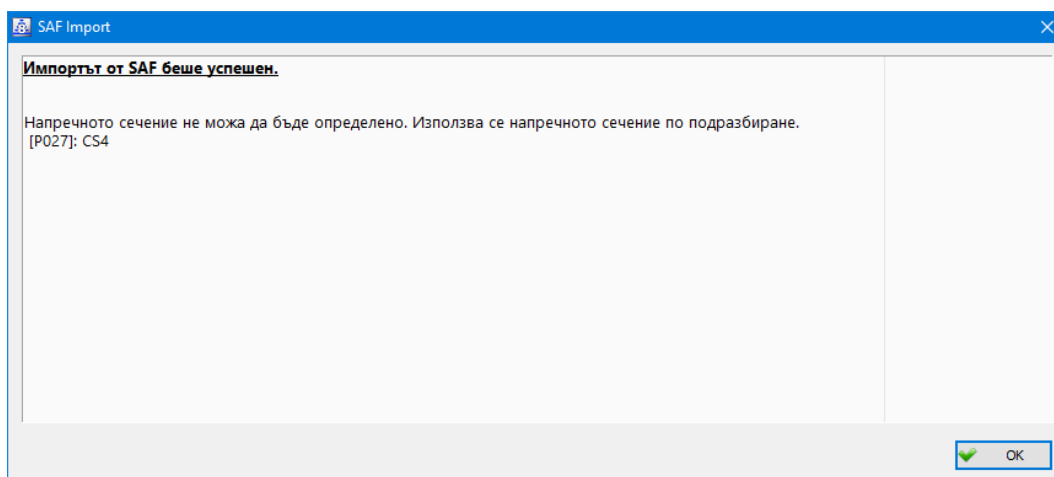 SAF Import
Импортът от SAF беше успешен.
Напречното сечение не можа да бъде определено. Използва се напречното сечение по подразбиране.
[P027]: CS4
OK